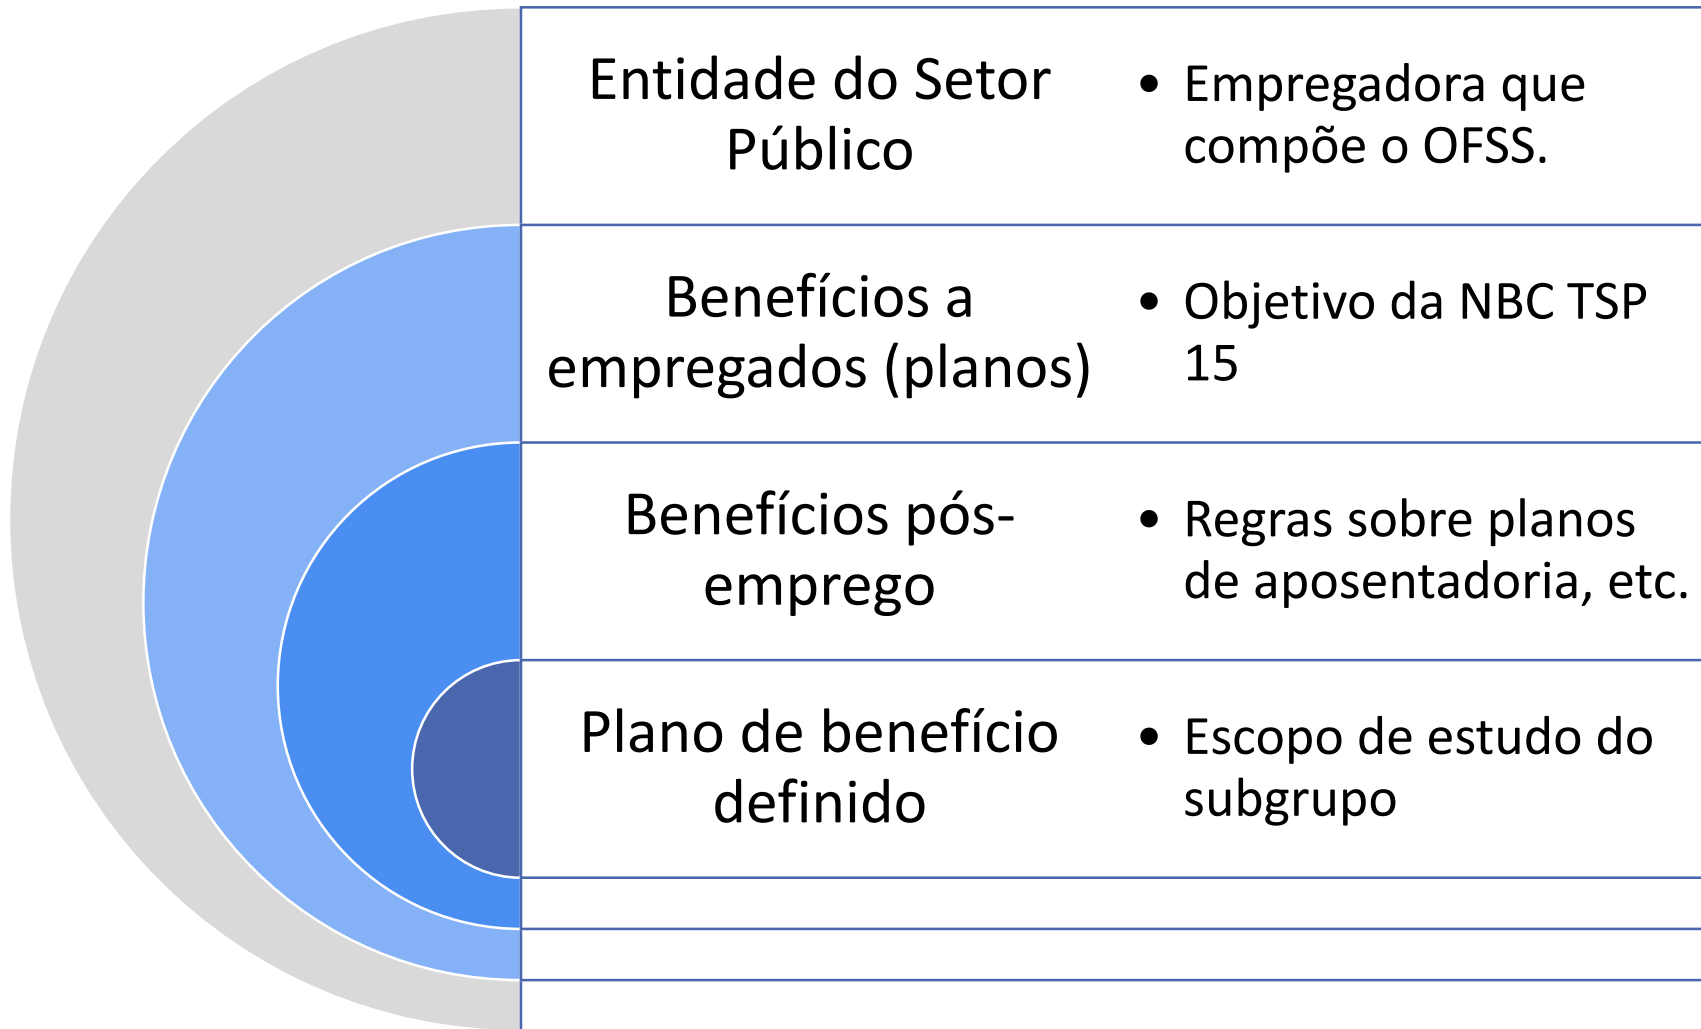 Entidade do Setor
Público
• Empregadora que
compõe o OFSS.
Benefícios a
empregados (planos)
• Objetivo da NBC TSP
15
Benefícios pós-
emprego
• Regras sobre planos
de aposentadoria, etc.
Plano de benefício
definido
• Escopo de estudo do
subgrupo